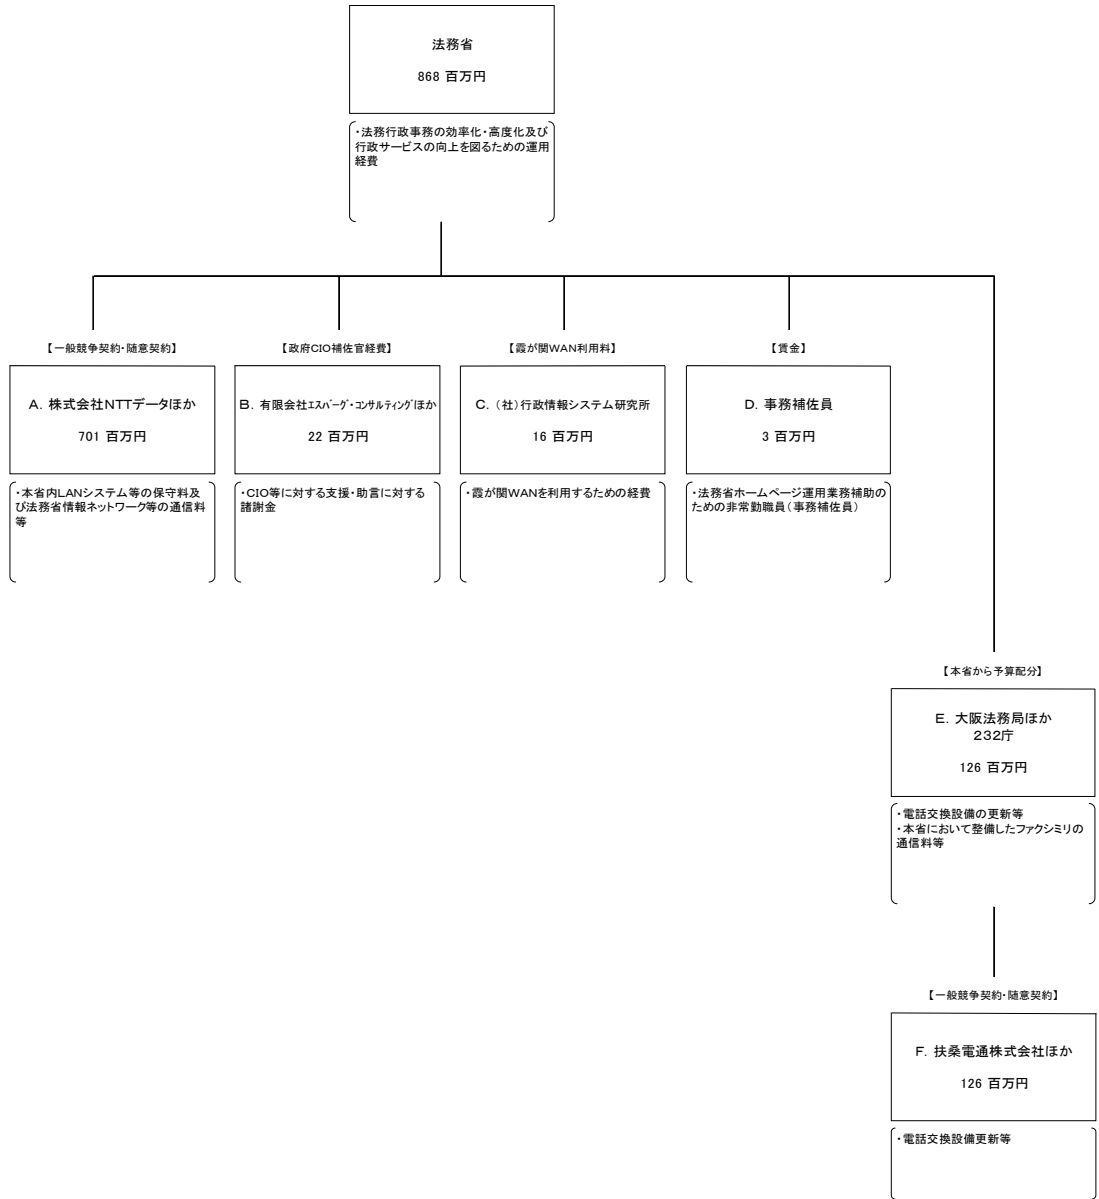 法務省
868 百万円
・法務行政事務の効率化・高度化及び
行政サービスの向上を図るための運用
経費
【一般競争契約・随意契約】
A．株式会社NTTデータほか
701 百万円
・本省内LANシステム等の保守料及
び法務省情報ネットワーク等の通信料
等
【政府CIO補佐官経費】
B．有限会社ｴｽﾊﾞｰｸﾞ・ｺﾝｻﾙﾃｨﾝｸﾞほか
22 百万円
・CIO等に対する支援・助言に対する
諸謝金
【霞が関WAN利用料】
C．（社）行政情報システム研究所
16 百万円
・霞が関WANを利用するための経費
【賃金】
D．事務補佐員
3 百万円
・法務省ホームページ運用業務補助の
ための非常勤職員（事務補佐員）
【本省から予算配分】
E．大阪法務局ほか
232庁
126 百万円
・電話交換設備の更新等
・本省において整備したファクシミリの
通信料等
【一般競争契約・随意契約】
F．扶桑電通株式会社ほか
126 百万円
・電話交換設備更新等